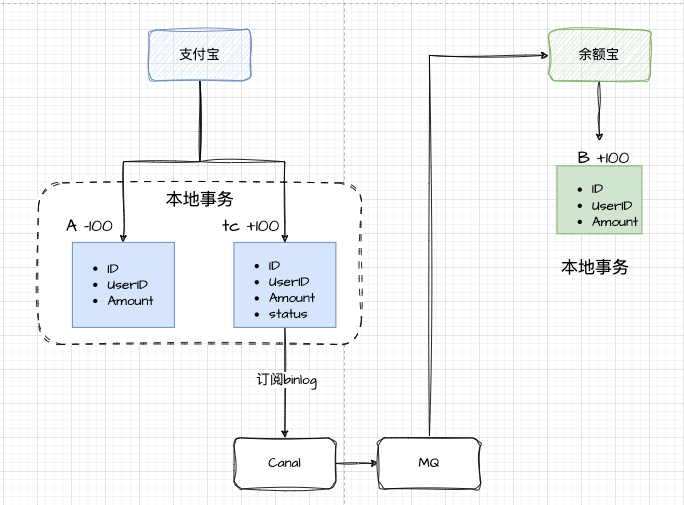 支付宝
余额宝
本地事务
A -100
tc +100
ID
UserID
Amount
ID
UserID
Amount
status
B +100
ID
UserID
Amount
本地事务
订阅binlog
Canal
MQ